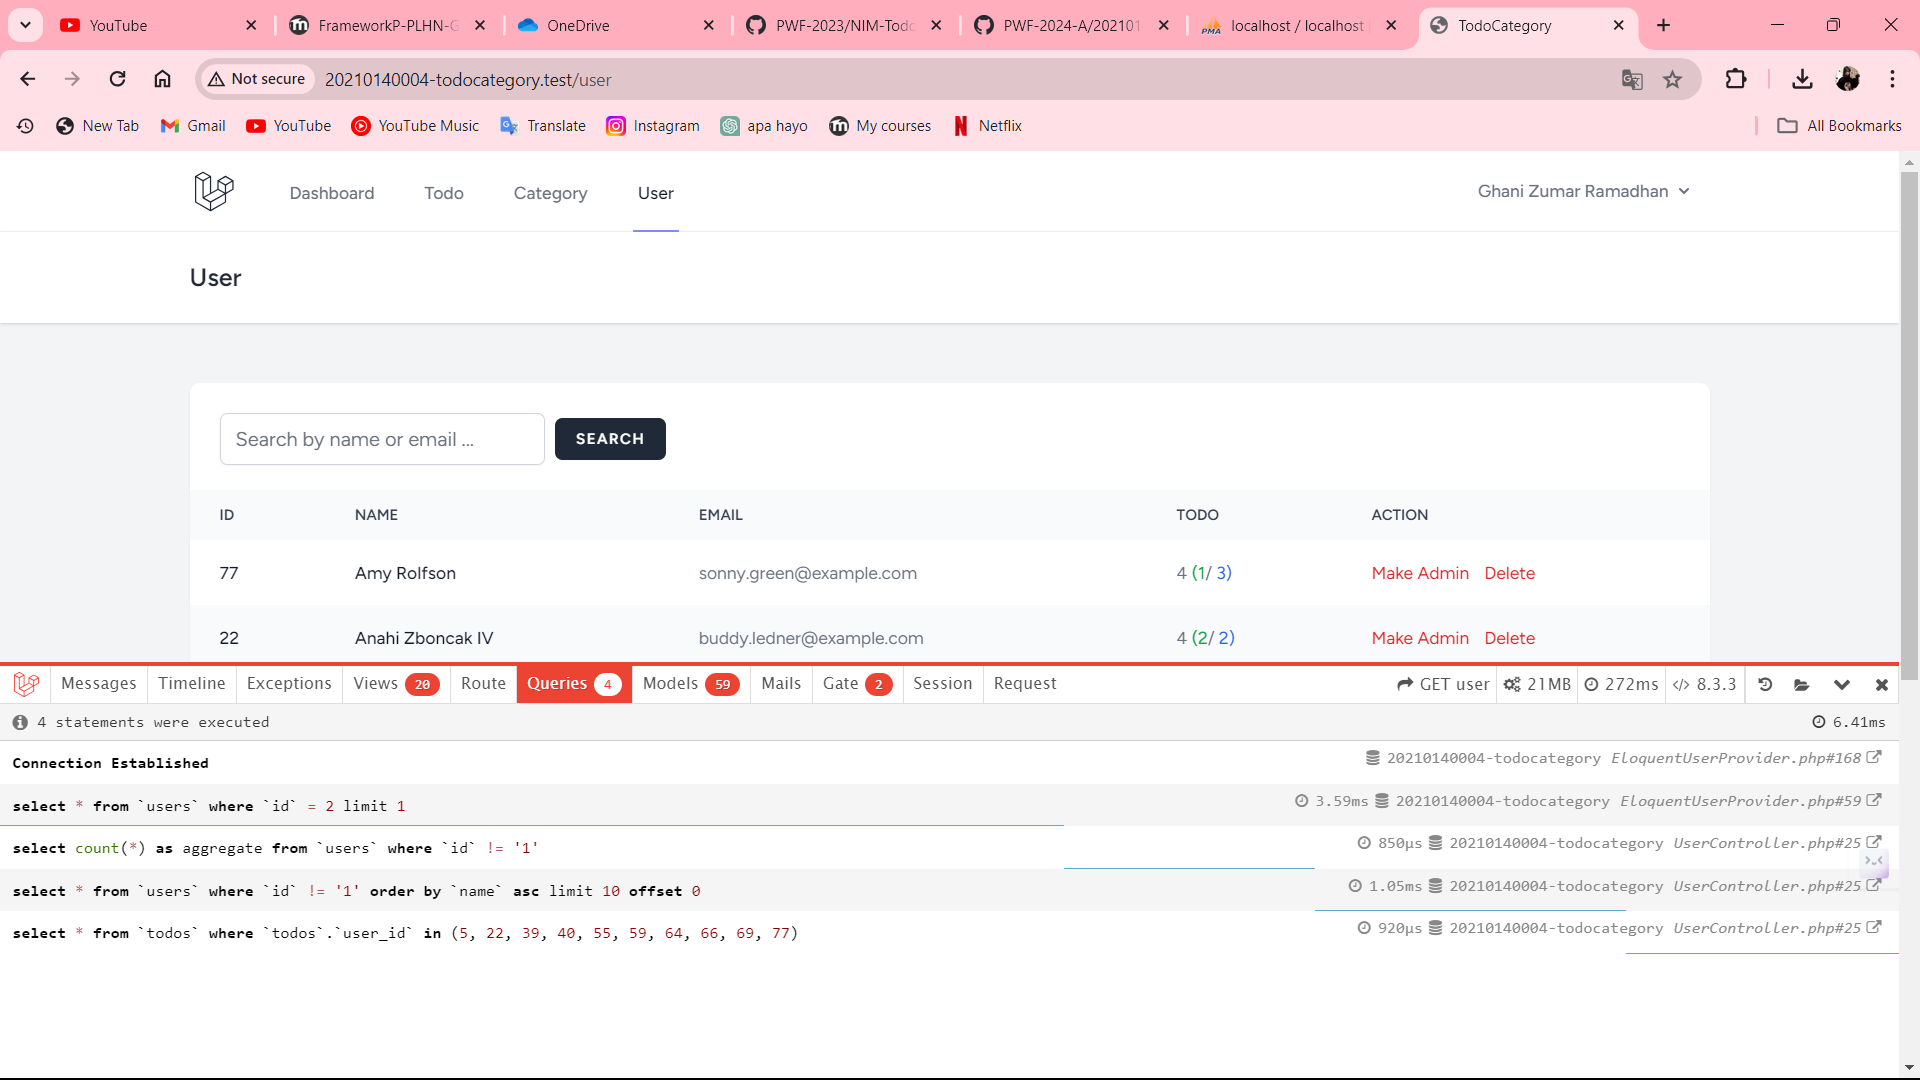 YouTube
FrameworkP-PLHN-G
OneDrive
PWF-2023/NIM-Todo
PWF-2024-A/202101
PMA localhost / localhost
TodoCategory
Not secure 20210140004-todocategory.test/user
New Tab Gmail YouTube YouTube Music Translate Instagram apa hayo My courses Netflix All Bookmarks
Dashboard Todo Category User Ghani Zumar Ramadhan
User
Search by name or email ... SEARCH
ID NAME EMAIL TODO ACTION
77 Amy Rolfson sonny.green@example.com 4 (1/ 3) Make Admin Delete
22 Anahi Zboncak IV buddy.ledner@example.com 4 (2/ 2) Make Admin Delete
Messages Timeline Exceptions Views 20 Route Queries 4 Models 59 Mails Gate 2 Session Request GET user 21MB 272ms 8.3.3
4 statements were executed 6.41ms
Connection Established 20210140004-todocategory EloquentUserProvider.php#168
select * from `users` where `id` = 2 limit 1 3.59ms 20210140004-todocategory EloquentUserProvider.php#59
select count(*) as aggregate from `users` where `id` != '1' 850μs 20210140004-todocategory UserController.php#25
select * from `users` where `id` != '1' order by `name` asc limit 10 offset 0 1.05ms 20210140004-todocategory UserController.php#25
select * from `todos` where `todos`.`user_id` in (5, 22, 39, 40, 55, 59, 64, 66, 69, 77) 920μs 20210140004-todocategory UserController.php#25